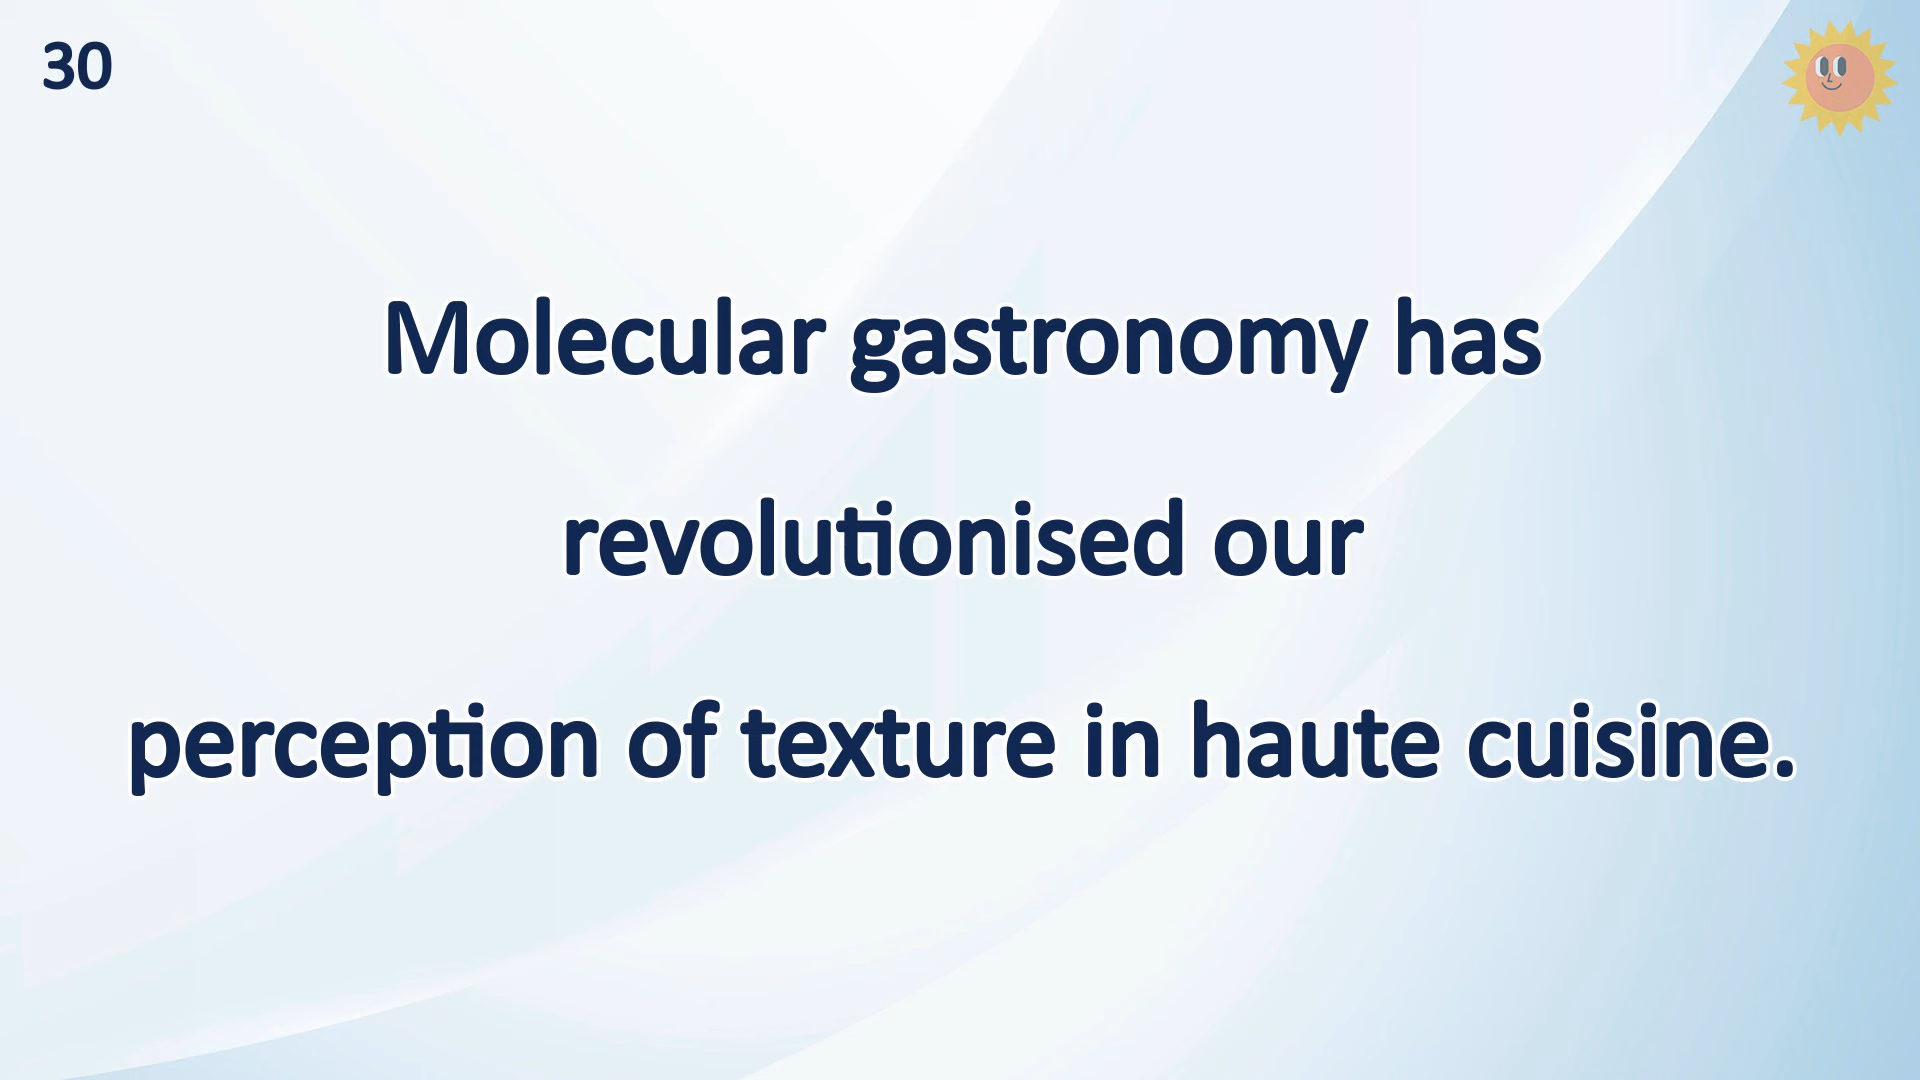 30
Molecular gastronomy has
revolutionised our
perception of texture in haute cuisine.